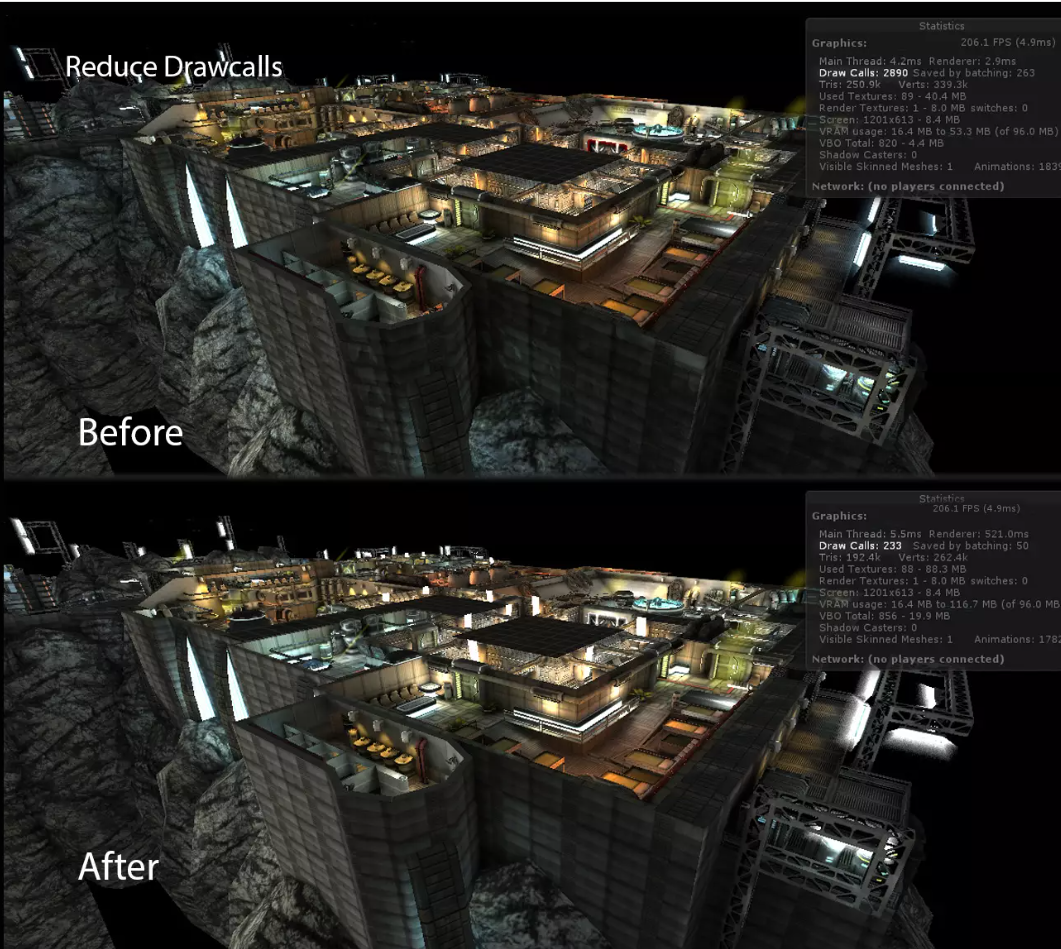 Statistics
Graphics: 206.1 FPS (4.9ms)
Reduce Drawcalls
Main Thread: 4.2ms Renderer: 2.9ms
Draw Calls: 2890 Saved by batching: 263
Tris: 250.9k Verts: 339.3k
Used Textures: 89 - 40.4 MB
Render Textures: 1 - 8.0 MB switches: 0
Screen: 1201x613 - 8.4 MB
VRAM usage: 16.4 MB to 53.3 MB (of 96.0 MB)
VBO Total: 820 - 4.4 MB
Shadow Casters: 0
Visible Skinned Meshes: 1 Animations: 1839
Network: (no players connected)
Before
Statistics
206.1 FPS (4.9ms)
Graphics:
Main Thread: 5.5ms Renderer: 521.0ms
Draw Calls: 233 Saved by batching: 50
Tris: 192.4k Verts: 262.4k
Used Textures: 88 - 88.3 MB
Render Textures: 1 - 8.0 MB switches: 0
Screen: 1201x613 - 8.4 MB
VRAM usage: 16.4 MB to 116.7 MB (of 96.0 MB
VBO Total: 856 - 19.9 MB
Shadow Casters: 0
Visible Skinned Meshes: 1 Animations: 1782
Network: (no players connected)
After